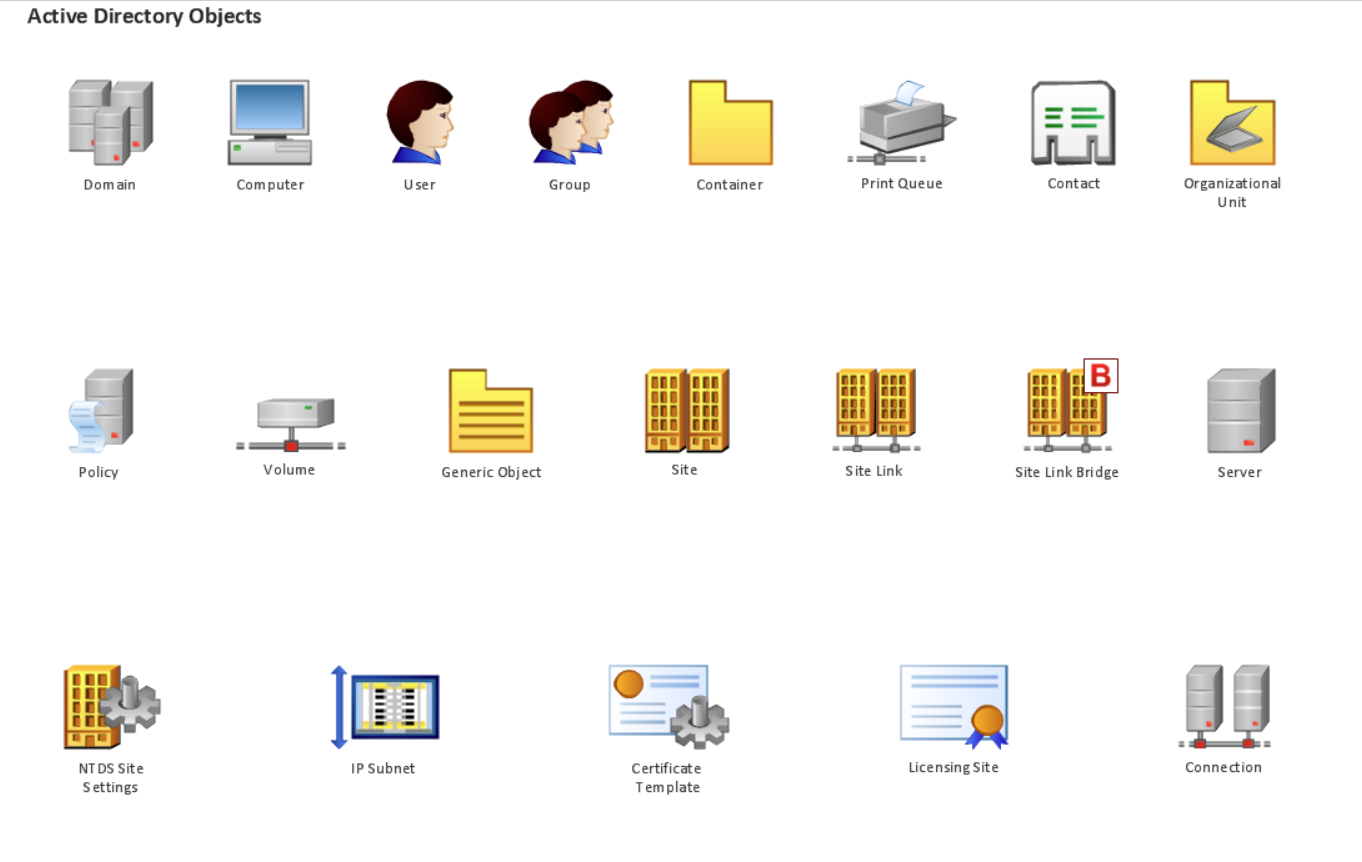 Active Directory Objects
Domain
Computer
User
Group
Container
Print Queue
Contact
Organizational
Unit
Policy
Volume
Generic Object
Site
Site Link
B
Site Link Bridge
Server
NTDS Site
Settings
IP Subnet
Certificate
Template
Licensing Site
Connection